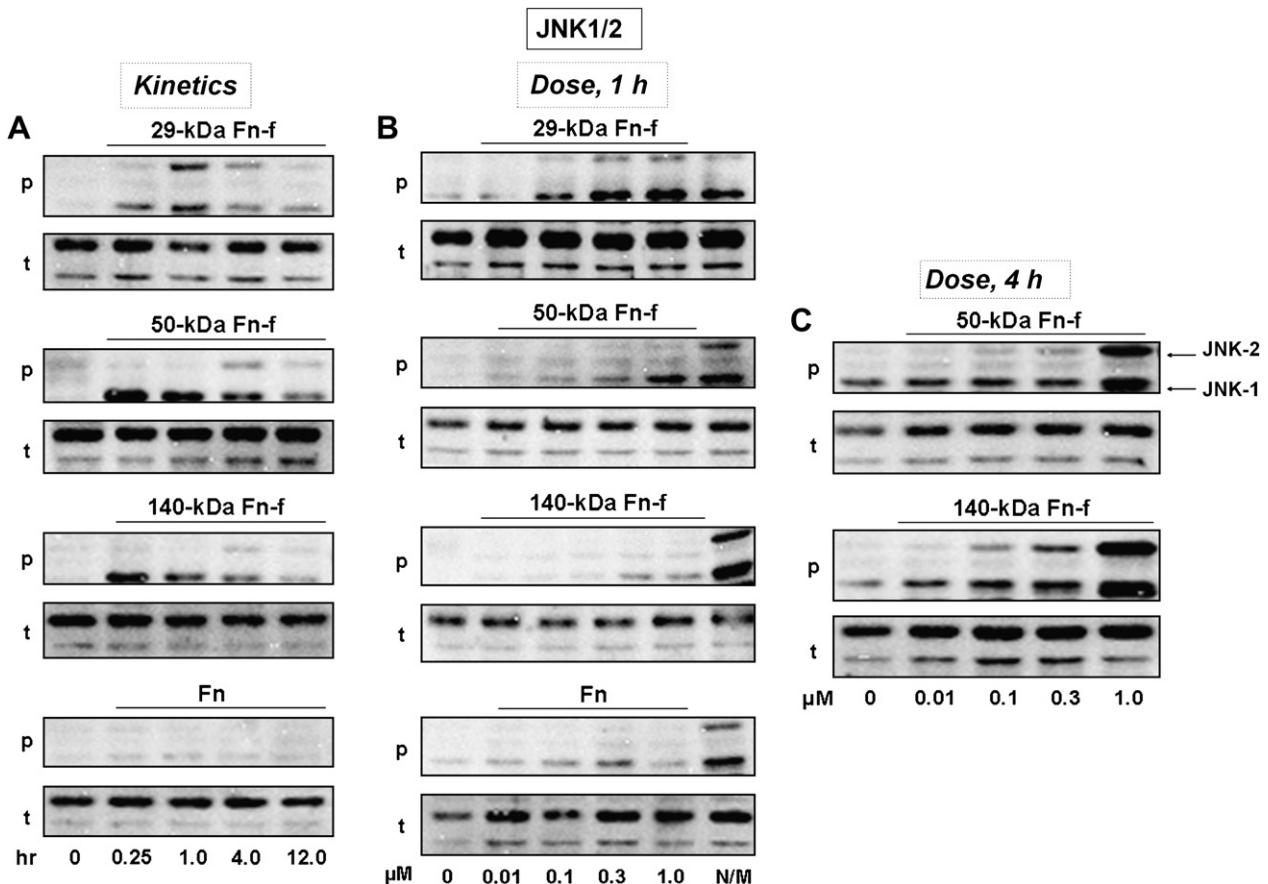 JNK1/2
Kinetics
Dose, 1 h
A
B
29-kDa Fn-f
29-kDa Fn-f
p
p
t
t
Dose, 4 h
50-kDa Fn-f
50-kDa Fn-f
C
50-kDa Fn-f
p
p
p
JNK-2
JNK-1
t
t
t
140-kDa Fn-f
140-kDa Fn-f
140-kDa Fn-f
p
p
p
t
t
t
Fn
Fn
µM 0 0.01 0.1 0.3 1.0
p
p
t
t
hr 0 0.25 1.0 4.0 12.0
µM 0 0.01 0.1 0.3 1.0 N/M